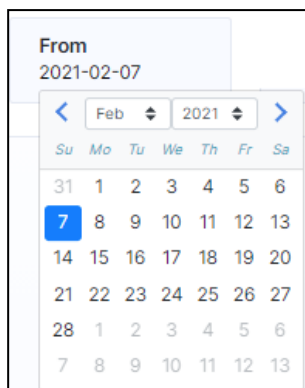 From
2021-02-07
Feb 2021
Su Mo Tu We Th Fr Sa
31 1 2 3 4 5 6
7 8 9 10 11 12 13
14 15 16 17 18 19 20
21 22 23 24 25 26 27
28 1 2 3 4 5 6
7 8 9 10 11 12 13